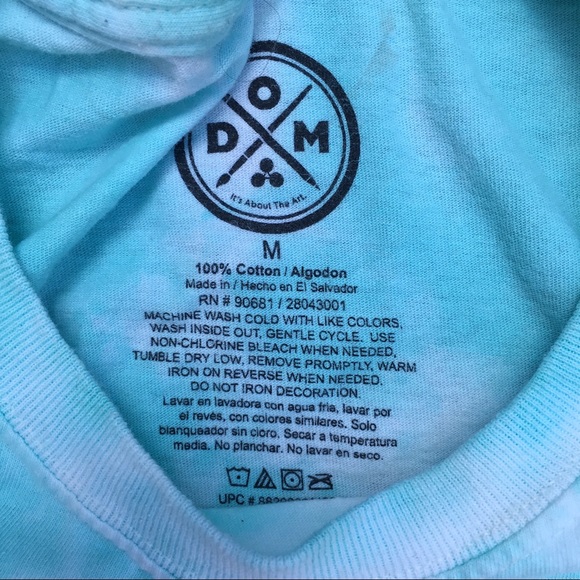 O
D M
It's About The Art.
M
100% Cotton / Algodon
Made in / Hecho en El Salvador
RN # 90681 / 28043001
MACHINE WASH COLD WITH LIKE COLORS,
WASH INSIDE OUT, GENTLE CYCLE. USE
NON-CHLORINE BLEACH WHEN NEEDED,
TUMBLE DRY LOW, REMOVE PROMPTLY, WARM
IRON ON REVERSE WHEN NEEDED.
DO NOT IRON DECORATION.
Lavar en lavadora con agua fria, lavar por
el revés, con colores similares. Solo
blanqueador sin cloro. Secar a temperatura
media. No planchar. No lavar en seco.
UPC #